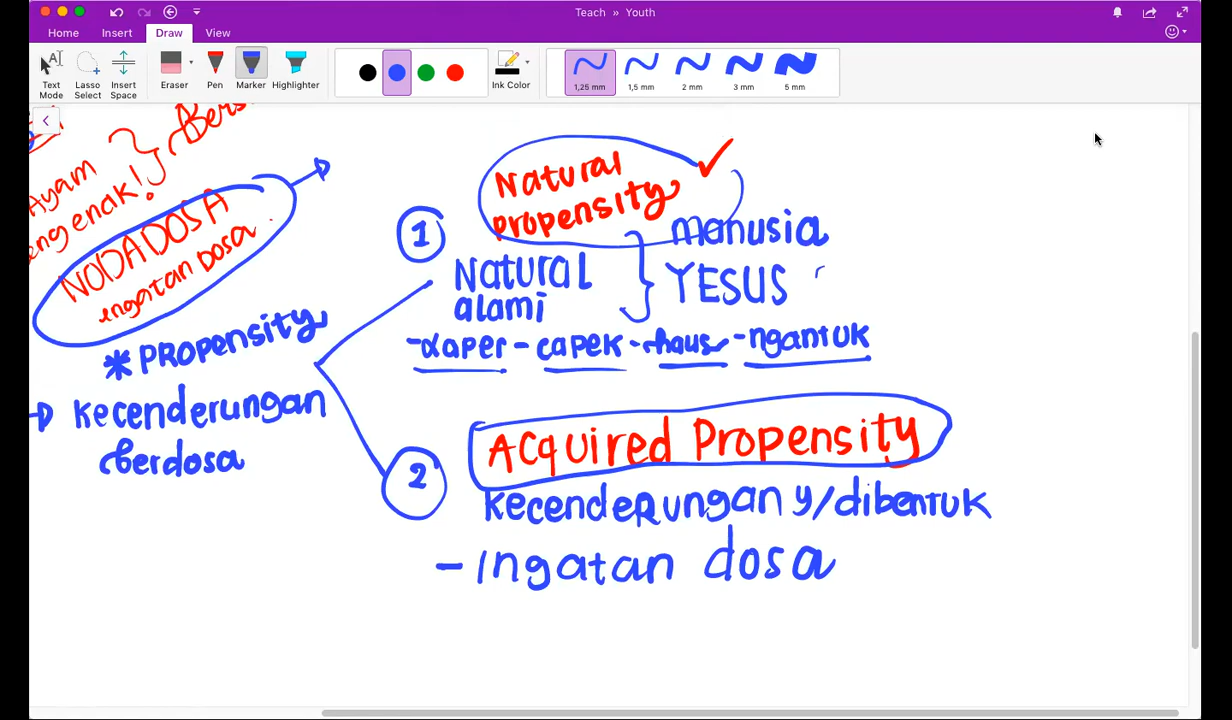 Teach » Youth
Home Insert Draw View
Text Mode
Lasso Select
Insert Space
Eraser
Pen
Marker
Highlighter
Ink Color
1,25 mm
1,5 mm
2 mm
3 mm
5 mm
Ayam
NODA DOSA
ingatan DOSA
* PROPENSITY
Kecenderungan
berdosa
Natural
propensity
1
Natural
alami
manusia
YESUS
-Laper - capek - haus - ngantuk
2
Acquired Propensity
Kecenderungan y/dibentuk
- Ingatan dosa